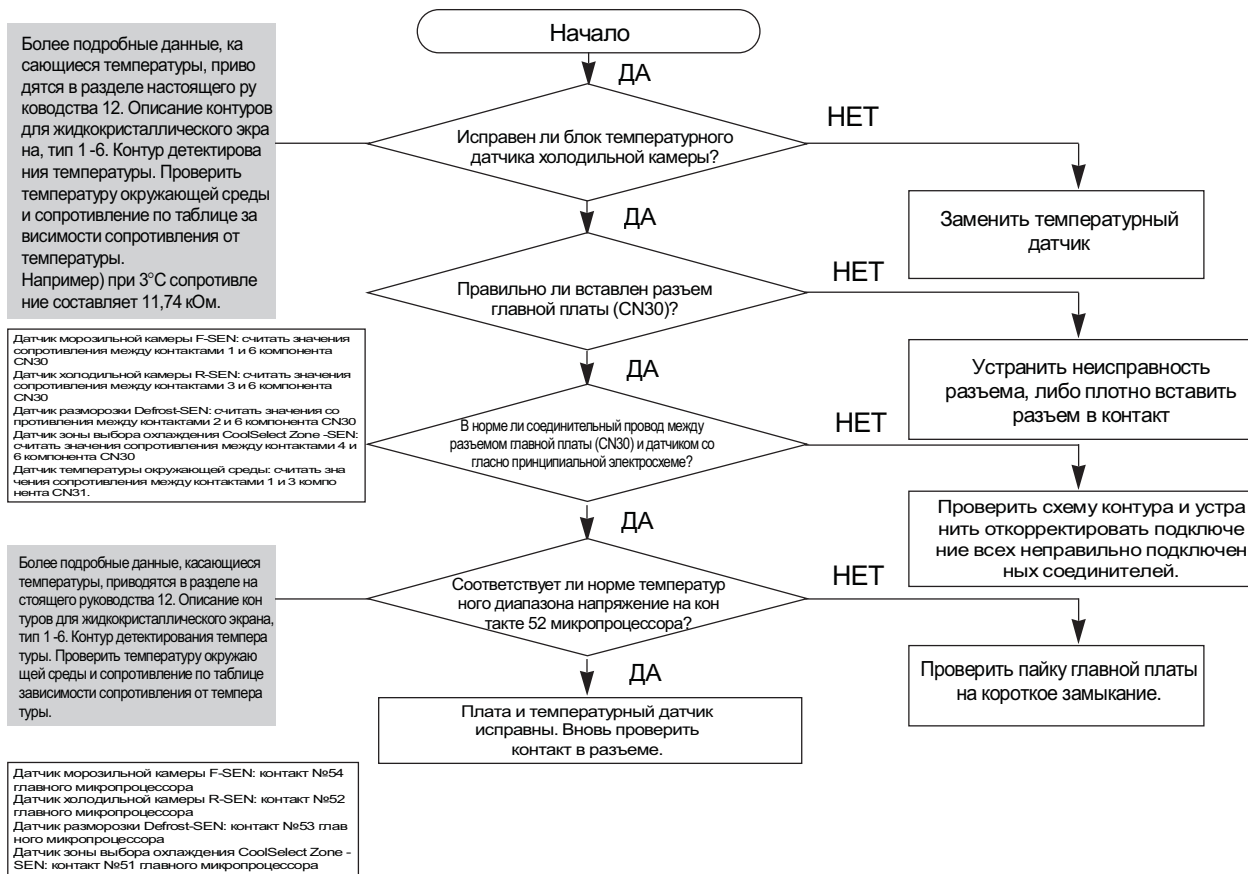 Начало
ДА
Более подробные данные, ка
сающиеся температуры, приво
дятся в разделе настоящего ру
ководства 12. Описание контуров
для жидкокристаллического экра
на, тип 1 -6. Контур детектирова
ния температуры. Проверить
температуру окружающей среды
и сопротивление по таблице за
висимости сопротивления от
температуры.
Например) при 3°C сопротивле
ние составляет 11,74 кОм.
Исправен ли блок температурного
датчика холодильной камеры?
НЕТ
Заменить температурный
датчик
ДА
Правильно ли вставлен разъем
главной платы (CN30)?
НЕТ
Устранить неисправность
разъема, либо плотно вставить
разъем в контакт
Датчик морозильной камеры F-SEN: считать значения
сопротивления между контактами 1 и 6 компонента
CN30
Датчик холодильной камеры R-SEN: считать значения
сопротивления между контактами 3 и 6 компонента
CN30
Датчик разморозки Defrost-SEN: считать значения со
противления между контактами 2 и 6 компонента CN30
Датчик зоны выбора охлаждения CoolSelect Zone -SEN:
считать значения сопротивления между контактами 4 и
6 компонента CN30
Датчик температуры окружающей среды: считать зна
чения сопротивления между контактами 1 и 3 компо
нента CN31.
ДА
В норме ли соединительный провод между
разъемом главной платы (CN30) и датчиком со
гласно принципиальной электросхеме?
НЕТ
Проверить схему контура и устра
нить откорректировать подключе
ние всех неправильно подключен
ных соединителей.
ДА
Более подробные данные, касающиеся
температуры, приводятся в разделе на
стоящего руководства 12. Описание кон
туров для жидкокристаллического экрана,
тип 1 -6. Контур детектирования темпера
туры. Проверить температуру окружаю
щей среды и сопротивление по таблице
зависимости сопротивления от темпера
туры.
Соответствует ли норме температур
ного диапазона напряжение на кон
такте 52 микропроцессора?
НЕТ
Проверить пайку главной платы
на короткое замыкание.
ДА
Плата и температурный датчик
исправны. Вновь проверить
контакт в разъеме.
Датчик морозильной камеры F-SEN: контакт №54
главного микропроцессора
Датчик холодильной камеры R-SEN: контакт №52
главного микропроцессора
Датчик разморозки Defrost-SEN: контакт №53 глав
ного микропроцессора
Датчик зоны выбора охлаждения CoolSelect Zone -
SEN: контакт №51 главного микропроцессора